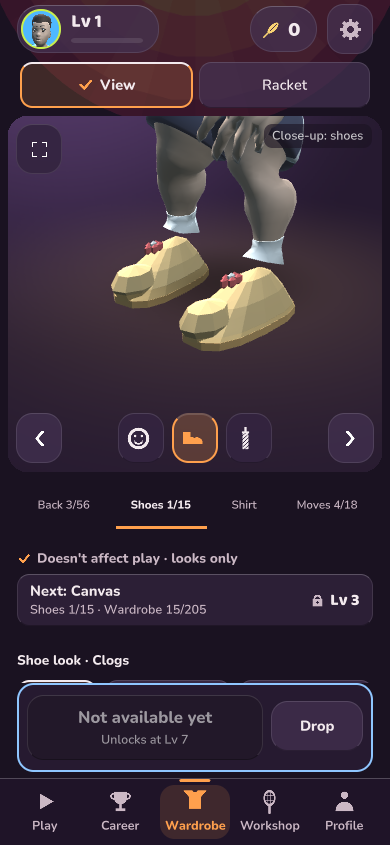 Lv 1
0
View
Racket
Close-up: shoes
Back 3/56
Shoes 1/15
Shirt
Moves 4/18
Doesn't affect play · looks only
Next: Canvas
Shoes 1/15 · Wardrobe 15/205
Lv 3
Shoe look · Clogs
Not available yet
Unlocks at Lv 7
Drop
Play
Career
Wardrobe
Workshop
Profile